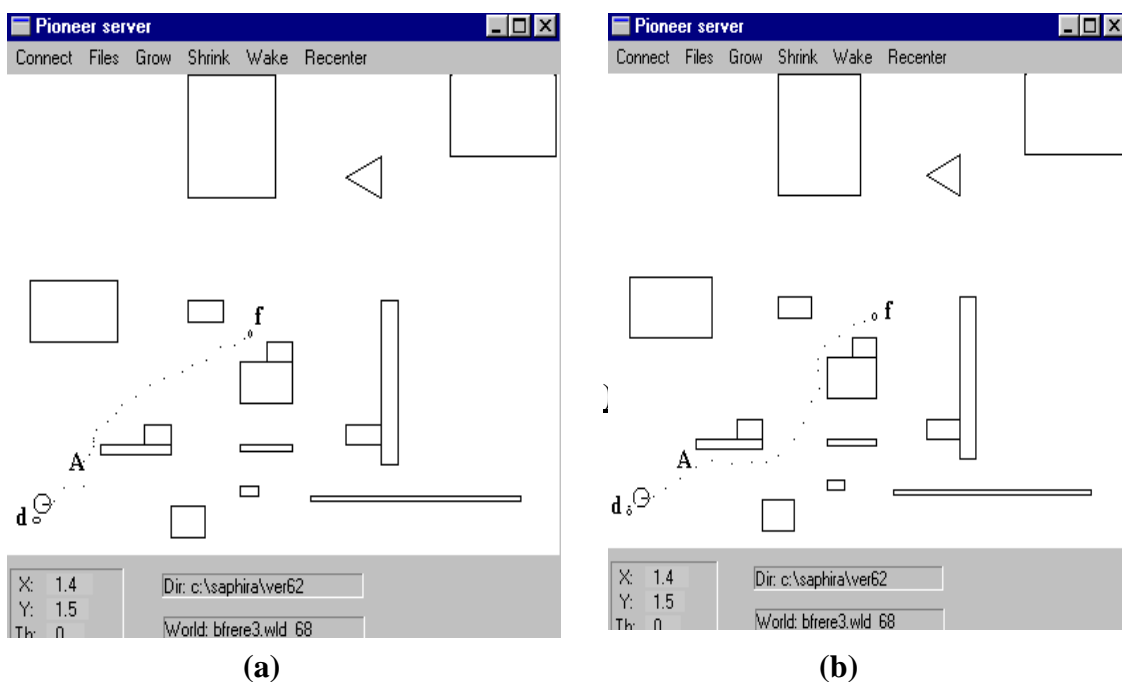 Pioneer server
Connect Files Grow Shrink Wake Recenter
f
A
d
X: 1.4
Y: 1.5
Th: 0
Dir: c:\saphira\ver62
World: bfrere3.wld 68
(a)
Pioneer server
Connect Files Grow Shrink Wake Recenter
f
A
d
X: 1.4
Y: 1.5
Th: 0
Dir: c:\saphira\ver62
World: bfrere3.wld 68
(b)